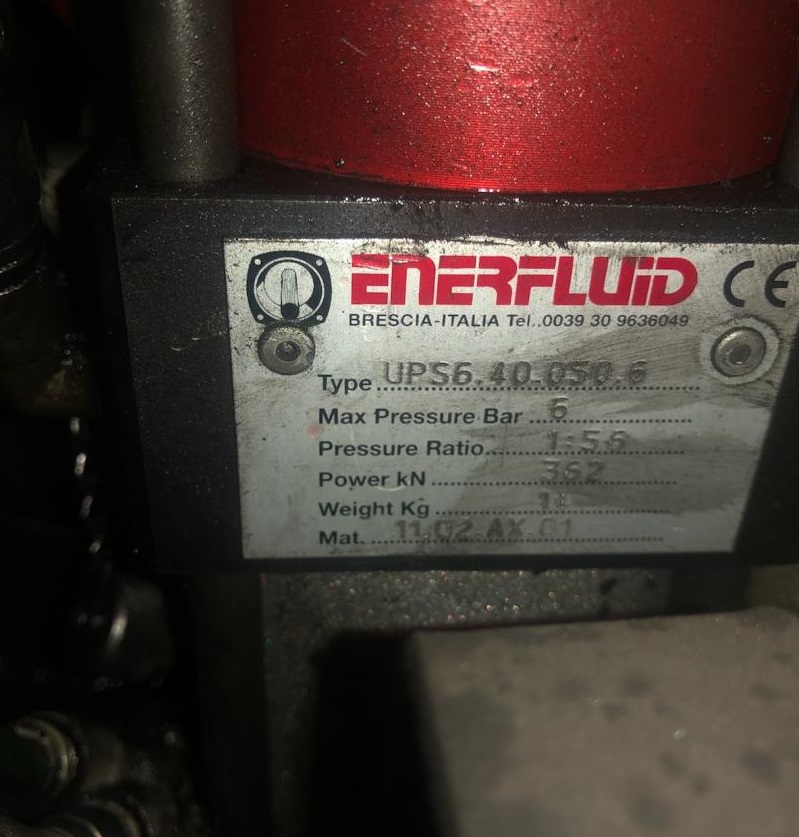 ENERFLUID CE
BRESCIA-ITALIA Tel..0039 30 9636049
Type UPS6.40.050.6
Max Pressure Bar 6
Pressure Ratio 1:56
Power kN 362
Weight Kg
Mat. 11.02.AX.01